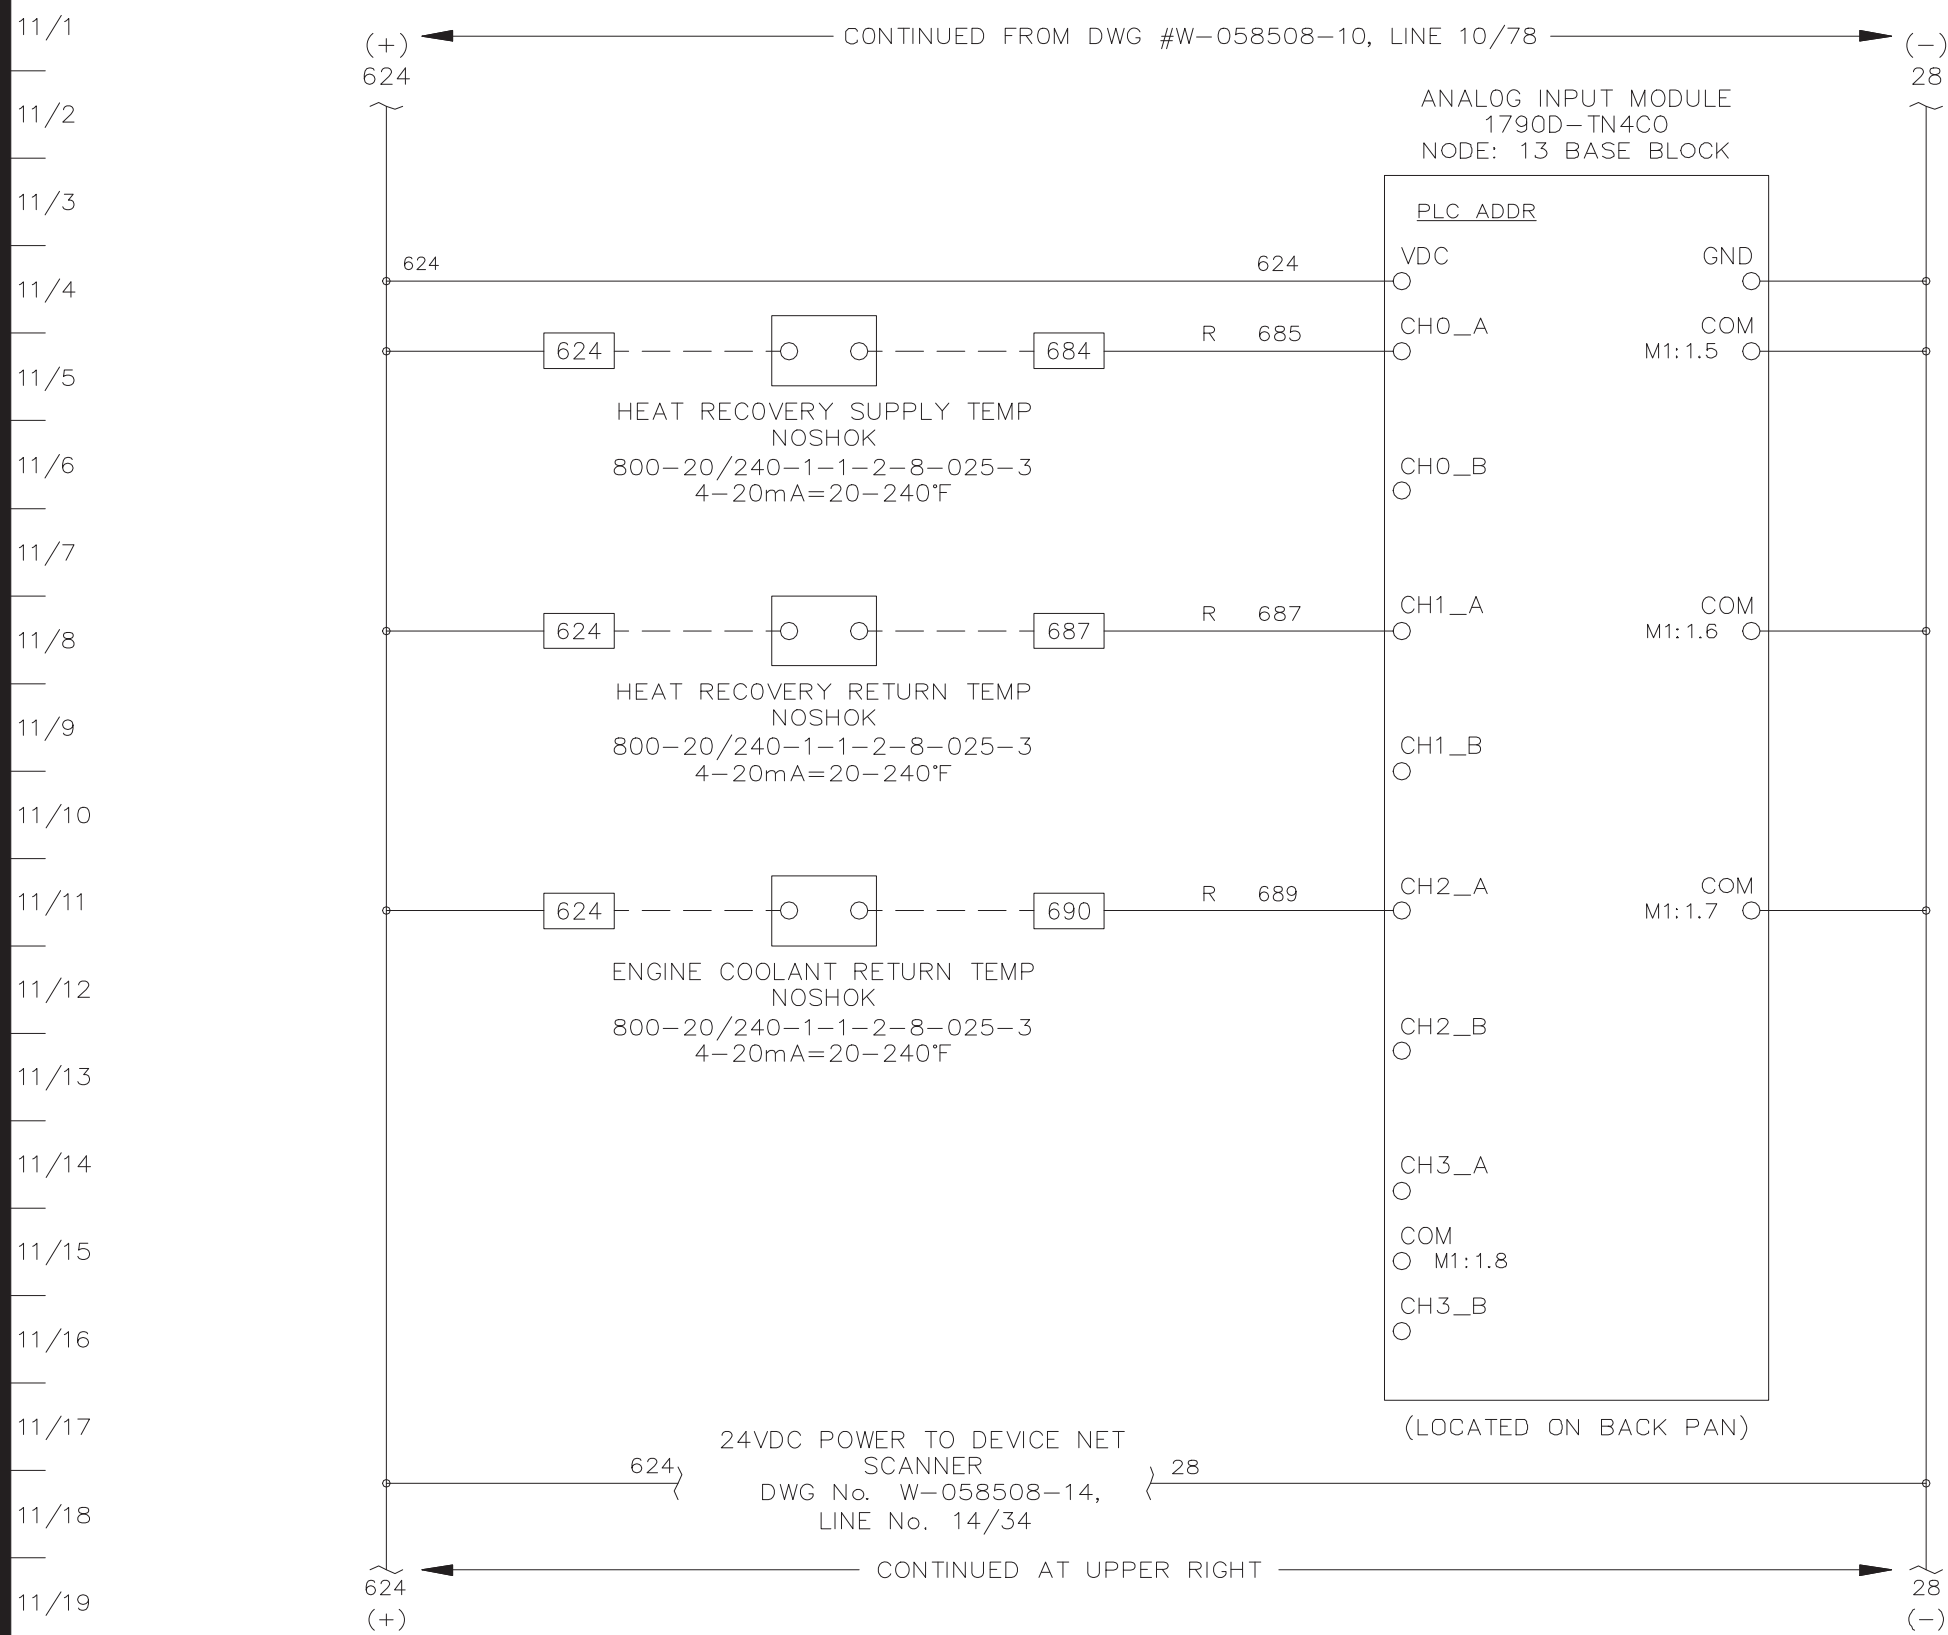 11/1
(+) CONTINUED FROM DWG #W-058508-10, LINE 10/78 (-)
624 28
ANALOG INPUT MODULE
11/2
1790D-TN4C0
NODE: 13 BASE BLOCK
11/3
PLC ADDR
624 624 VDC GND
11/4
CH0_A COM
624 684 R 685 M1:1.5
11/5
HEAT RECOVERY SUPPLY TEMP
NOSHOK
11/6 800-20/240-1-1-2-8-025-3 CH0_B
4-20mA=20-240°F
11/7
CH1_A COM
624 687 R 687 M1:1.6
11/8
HEAT RECOVERY RETURN TEMP
NOSHOK
11/9
800-20/240-1-1-2-8-025-3 CH1_B
4-20mA=20-240°F
11/10
CH2_A COM
11/11 624 690 R 689 M1:1.7
ENGINE COOLANT RETURN TEMP
11/12
NOSHOK
800-20/240-1-1-2-8-025-3 CH2_B
4-20mA=20-240°F
11/13
11/14 CH3_A
COM
11/15 M1:1.8
CH3_B
11/16
11/17 (LOCATED ON BACK PAN)
24VDC POWER TO DEVICE NET
624 SCANNER 28
DWG No. W-058508-14,
11/18
LINE No. 14/34
CONTINUED AT UPPER RIGHT
624 28
11/19
(+) (-)